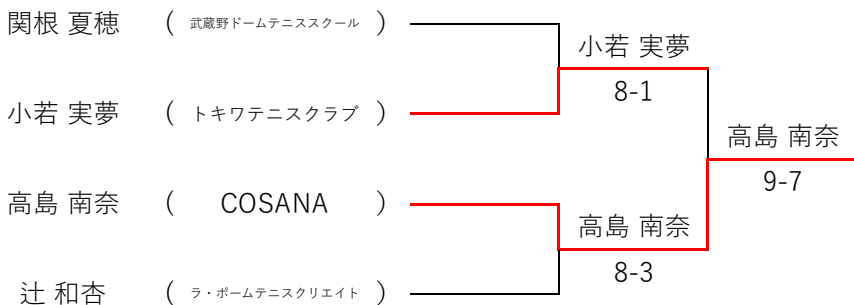 関根 夏穂 ( 武蔵野ドームテニススクール )
小若 実夢
8-1
小若 実夢 ( トキワテニスクラブ )
高島 南奈
9-7
高島 南奈 ( COSANA )
高島 南奈
8-3
辻 和杏 ( ラ・ポームテニスクリエイト )